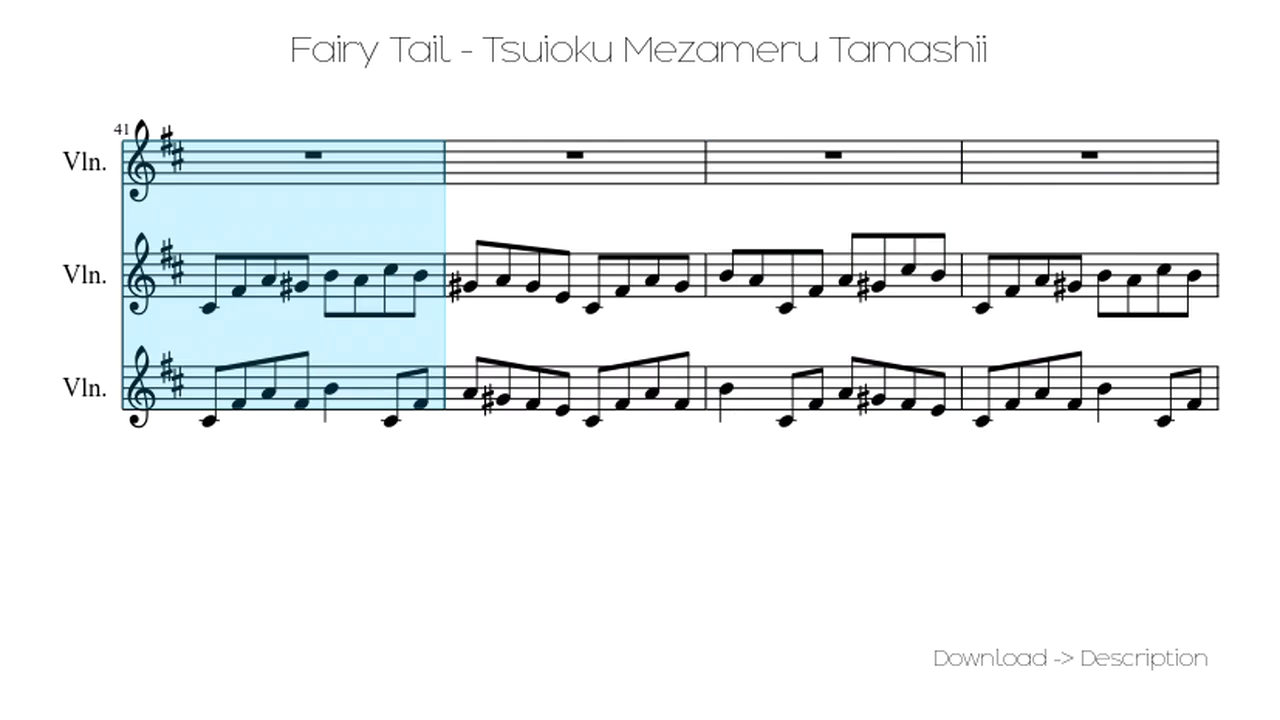 Fairy Tail - Tsuioku Mezameru Tamashii
41
Vln.
Vln.
Vln.
Download -> Description